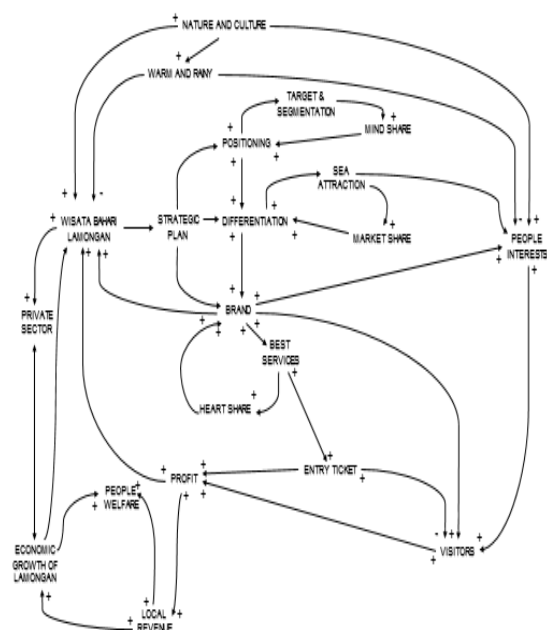 NATURE AND CULTURE
WARM AND RANY
TARGET &
SEGMENTATION
MIND SHARE
POSITIONING
SEA
ATTRACTION
WISATA BAHARI
LAMONGAN
STRATEGIC
PLAN
DIFFERENTIATION
MARKET SHARE
PEOPLE
INTERESTS
PRIVATE
SECTOR
BRAND
BEST
SERVICES
HEART SHARE
ENTRY TICKET
PROFIT
PEOPLE
WELFARE
VISITORS
ECONOMIC
GROWTH OF
LAMONGAN
LOCAL
REVENUE